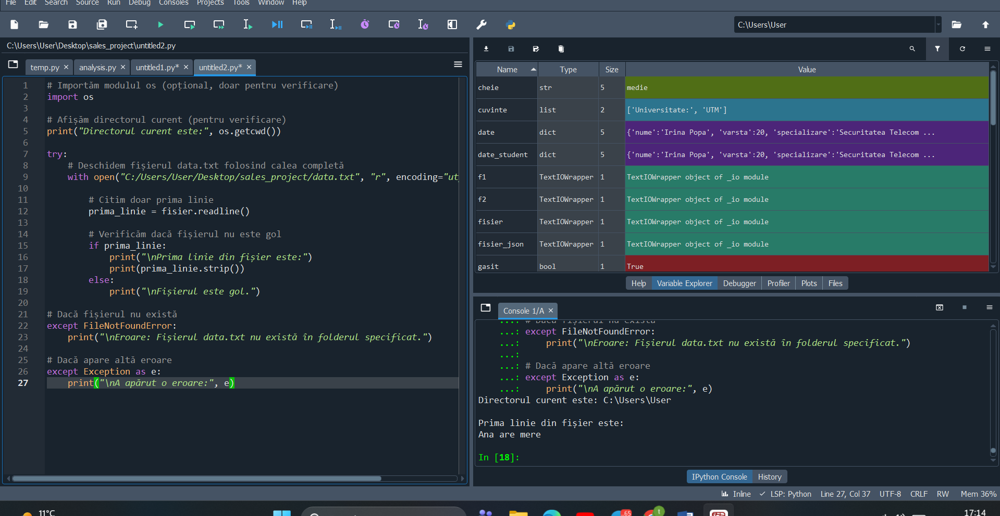 File Edit Search Source Run Debug Consoles Projects Tools Window Help
C:\Users\User
C:\Users\User\Desktop\sales_project\untitled2.py
temp.py analysis.py untitled1.py* untitled2.py*
1 # Importăm modulul os (opțional, doar pentru verificare)
2 import os
3
4 # Afișăm directorul curent (pentru verificare)
5 print("Directorul curent este:", os.getcwd())
6
7 try:
8 # Deschidem fișierul data.txt folosind calea completă
9 with open("C:/Users/User/Desktop/sales_project/data.txt", "r", encoding="ut
10
11 # Citim doar prima linie
12 prima_linie = fisier.readline()
13
14 # Verificăm dacă fișierul nu este gol
15 if prima_linie:
16 print("\nPrima linie din fișier este:")
17 print(prima_linie.strip())
18 else:
19 print("\nFișierul este gol.")
20
21 # Dacă fișierul nu există
22 except FileNotFoundError:
23 print("\nEroare: Fișierul data.txt nu există în folderul specificat.")
24
25 # Dacă apare altă eroare
26 except Exception as e:
27 print("\nA apărut o eroare:", e)
Name Type Size Value
cheie str 5 medie
cuvinte list 2 ['Universitate:', 'UTM']
date dict 5 {'nume':'Irina Popa', 'varsta':20, 'specializare':'Securitatea Telecom ...
date_student dict 5 {'nume':'Irina Popa', 'varsta':20, 'specializare':'Securitatea Telecom ...
f1 TextIOWrapper 1 TextIOWrapper object of _io module
f2 TextIOWrapper 1 TextIOWrapper object of _io module
fisier TextIOWrapper 1 TextIOWrapper object of _io module
fisier_json TextIOWrapper 1 TextIOWrapper object of _io module
gasit bool 1 True
Help Variable Explorer Debugger Profiler Plots Files
Console 1/A
...: # Dacă fișierul nu există
...: except FileNotFoundError:
...: print("\nEroare: Fișierul data.txt nu există în folderul specificat.")
...:
...: # Dacă apare altă eroare
...: except Exception as e:
...: print("\nA apărut o eroare:", e)
Directorul curent este: C:\Users\User
Prima linie din fișier este:
Ana are mere
In [18]:
IPython Console History
Inline LSP: Python Line 27, Col 37 UTF-8 CRLF RW Mem 36%
11°C
65
t
17:14